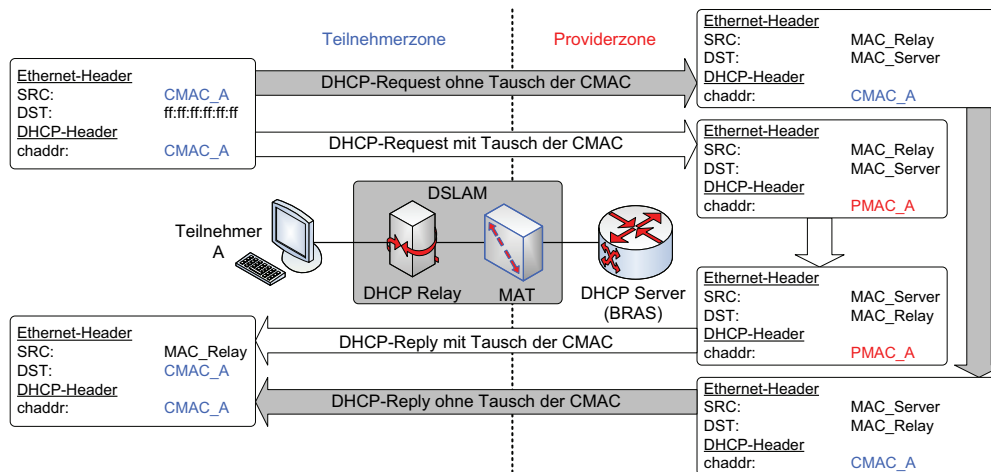 Teilnehmerzone
Providerzone
Ethernet-Header
SRC: CMAC_A
DST: ff:ff:ff:ff:ff:ff
DHCP-Header
chaddr: CMAC_A
DHCP-Request ohne Tausch der CMAC
Ethernet-Header
SRC: MAC_Relay
DST: MAC_Server
DHCP-Header
chaddr: CMAC_A
DHCP-Request mit Tausch der CMAC
Ethernet-Header
SRC: MAC_Relay
DST: MAC_Server
DHCP-Header
chaddr: PMAC_A
Teilnehmer
A
DSLAM
DHCP Relay
MAT
DHCP Server
(BRAS)
Ethernet-Header
SRC: MAC_Server
DST: MAC_Relay
DHCP-Header
chaddr: PMAC_A
DHCP-Reply mit Tausch der CMAC
Ethernet-Header
SRC: MAC_Relay
DST: CMAC_A
DHCP-Header
chaddr: CMAC_A
DHCP-Reply ohne Tausch der CMAC
Ethernet-Header
SRC: MAC_Server
DST: MAC_Relay
DHCP-Header
chaddr: CMAC_A